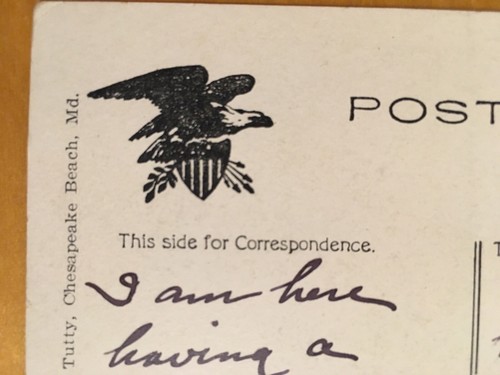 POST
Tutty, Chesapeake Beach, Md.
This side for Correspondence.
I am here
having a